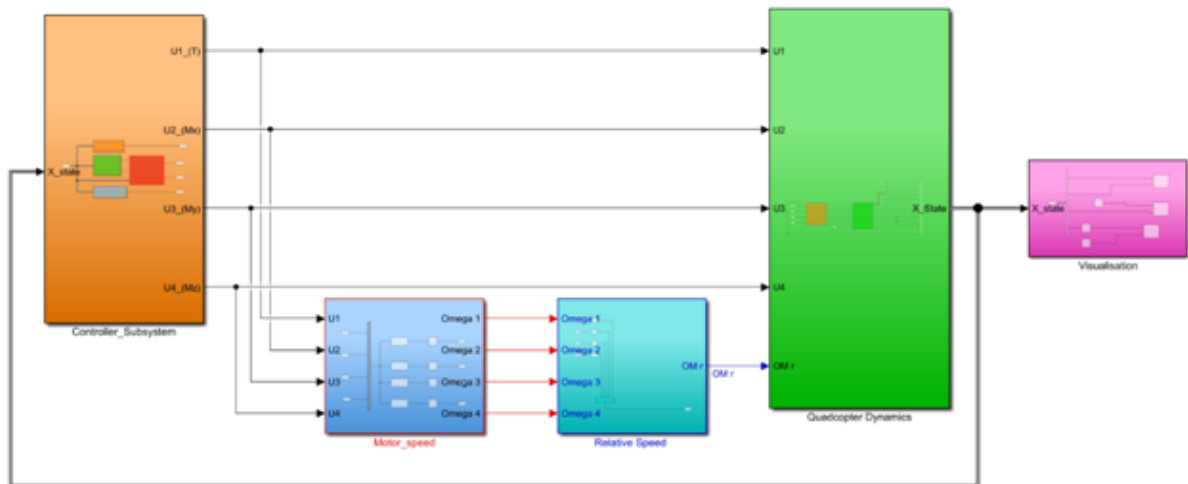 U1_(T)
U2_(Mx)
X_state
U3_(My)
U4_(Mz)
Controller_Subsystem
U1
U2
U3
U4
Omega 1
Omega 2
Omega 3
Omega 4
Motor_speed
Omega 1
Omega 2
Omega 3
Omega 4
OM r
Relative Speed
OM r
U1
U2
U3
U4
OM r
X_State
Quadcopter Dynamics
X_state
Visualisation